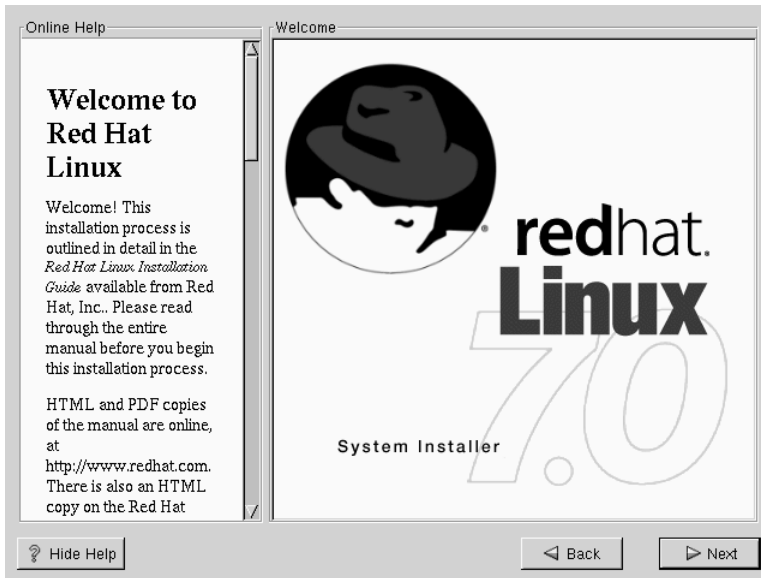 Online Help
Welcome to
Red Hat
Linux
Welcome! This
installation process is
outlined in detail in the
Red Hat Linux Installation
Guide available from Red
Hat, Inc.. Please read
through the entire
manual before you begin
this installation process.
HTML and PDF copies
of the manual are online,
at
http://www.redhat.com.
There is also an HTML
copy on the Red Hat
Welcome
redhat.
Linux
7.0
System Installer
Hide Help
Back
Next